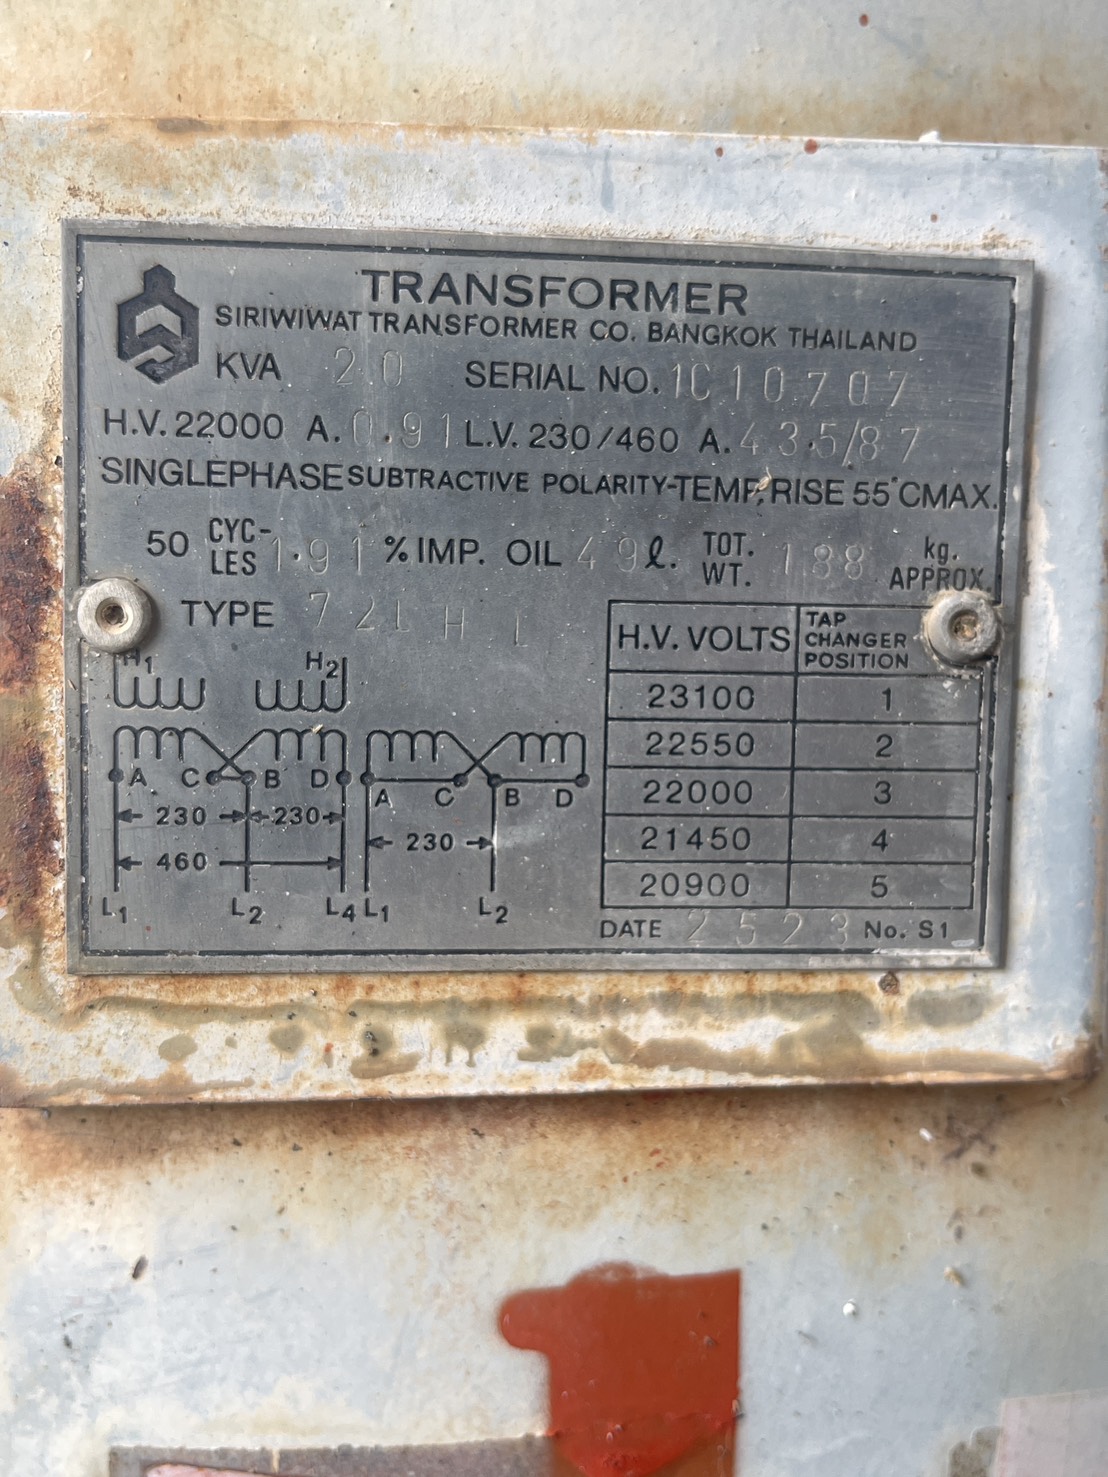 TRANSFORMER
SIRIWIWAT TRANSFORMER CO. BANGKOK THAILAND
KVA 20 SERIAL NO. 1010707
H.V. 22000 A. 0.91 L.V. 230/460 A. 43.5/87
SINGLEPHASE SUBTRACTIVE POLARITY-TEMP, RISE 55°C MAX.
50 CYC-LES 1.91 % IMP. OIL 49 ℓ. TOT. WT. 188 kg. APPROX.
TYPE
H1 H2
A C B D
230 230
460
L1 L2 L4
A C B D
230
L1 L2
H.V. VOLTS TAP CHANGER POSITION
23100 1
22550 2
22000 3
21450 4
20900 5
DATE 2523 No. S1